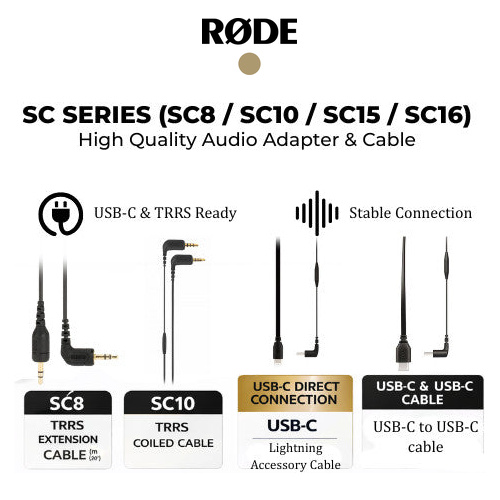 RØDE
SC SERIES (SC8 / SC10 / SC15 / SC16)
High Quality Audio Adapter & Cable
USB-C & TRRS Ready
Stable Connection
SC8
TRRS
EXTENSION
CABLE (m
(20')
SC10
TRRS
COILED CABLE
USB-C DIRECT
CONNECTION
USB-C
Lightning
Accessory Cable
USB-C & USB-C
CABLE
USB-C to USB-C
cable